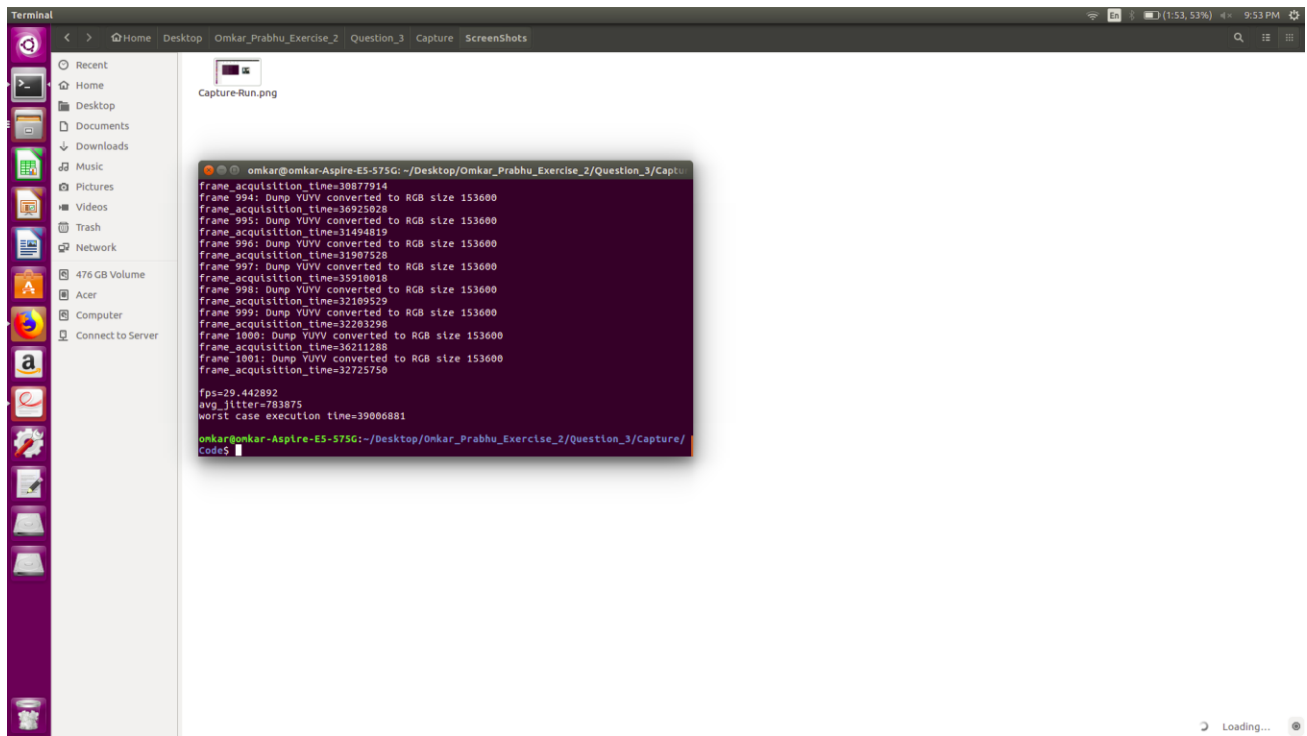 Terminal
En (1:53, 53%) 9:53 PM
Home Desktop Omkar_Prabhu_Exercise_2 Question_3 Capture ScreenShots
Recent
Home
Desktop
Documents
Downloads
Music
Pictures
Videos
Trash
Network
476 GB Volume
Acer
Computer
Connect to Server
Capture-Run.png
omkar@omkar-Aspire-E5-575G: ~/Desktop/Omkar_Prabhu_Exercise_2/Question_3/Captu
frame_acquisition_time=30877914
frame 994: Dump YUYV converted to RGB size 153600
frame_acquisition_time=36925028
frame 995: Dump YUYV converted to RGB size 153600
frame_acquisition_time=31494819
frame 996: Dump YUYV converted to RGB size 153600
frame_acquisition_time=31907528
frame 997: Dump YUYV converted to RGB size 153600
frame_acquisition_time=35910018
frame 998: Dump YUYV converted to RGB size 153600
frame_acquisition_time=32109529
frame 999: Dump YUYV converted to RGB size 153600
frame_acquisition_time=32203298
frame 1000: Dump YUYV converted to RGB size 153600
frame_acquisition_time=36211288
frame 1001: Dump YUYV converted to RGB size 153600
frame_acquisition_time=32725750
fps=29.442892
avg_jitter=783875
worst case execution time=39006881
omkar@omkar-Aspire-E5-575G:~/Desktop/Omkar_Prabhu_Exercise_2/Question_3/Capture/
Code$
a
Loading...